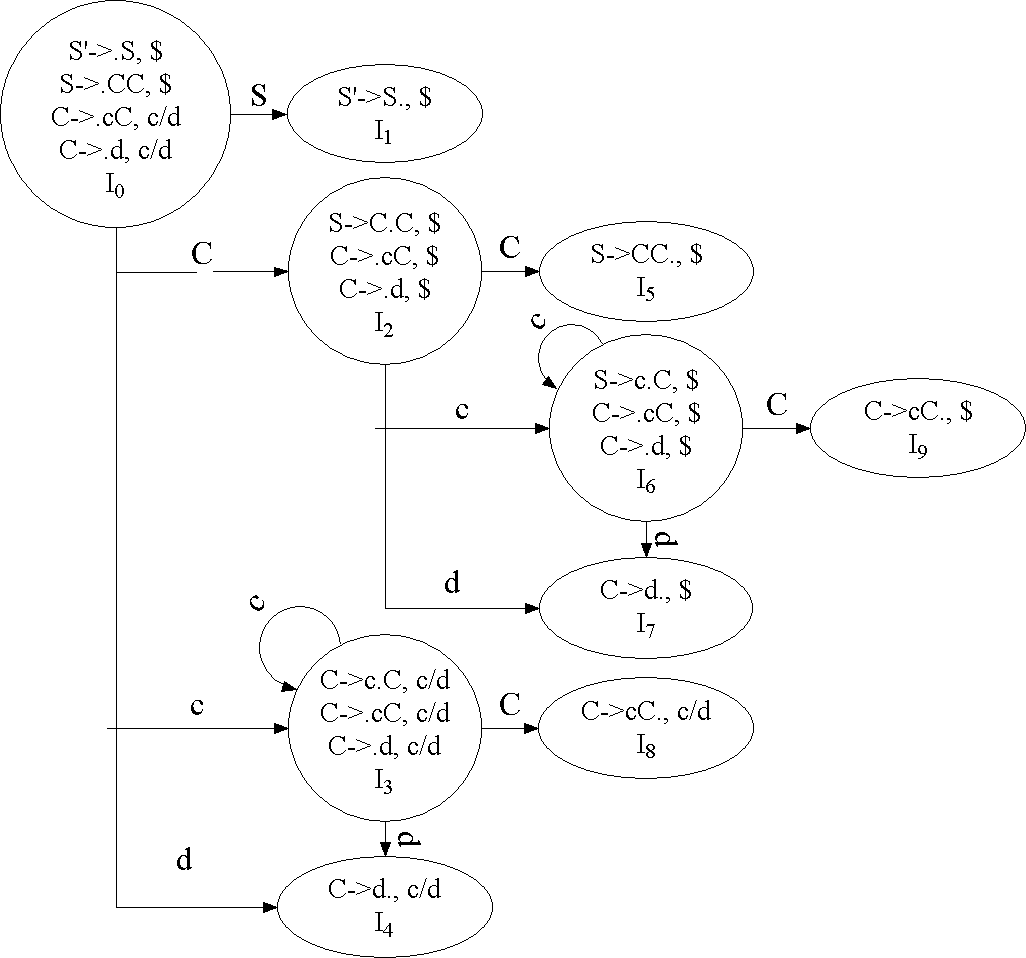 S'->.S, $
S->.CC, $
C->.cC, c/d
C->.d, c/d
I0
S
S'->S., $
I1
C
S->C.C, $
C->.cC, $
C->.d, $
I2
C
S->CC., $
I5
c
c
S->c.C, $
C->.cC, $
C->.d, $
I6
C
C->cC., $
I9
d
d
C->d., $
I7
c
c
C->c.C, c/d
C->.cC, c/d
C->.d, c/d
I3
C
C->cC., c/d
I8
d
d
C->d., c/d
I4